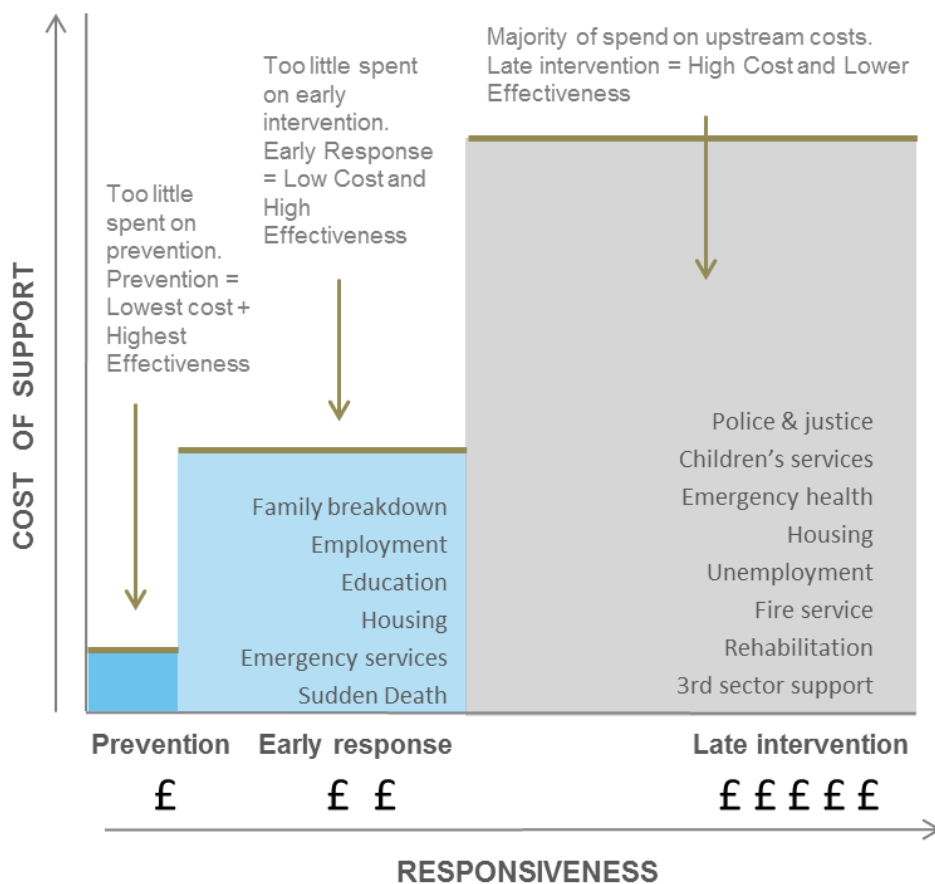 Majority of spend on upstream costs.
Late intervention = High Cost and Lower
Effectiveness
Too little spent
on early
intervention.
Early Response
= Low Cost and
High
Effectiveness
Too little
spent on
prevention.
Prevention =
Lowest cost +
Highest
Effectiveness
COST OF SUPPORT
Family breakdown
Employment
Education
Housing
Emergency services
Sudden Death
Police & justice
Children’s services
Emergency health
Housing
Unemployment
Fire service
Rehabilitation
3rd sector support
Prevention
£
Early response
£ £
Late intervention
£ £ £ £ £
RESPONSIVENESS